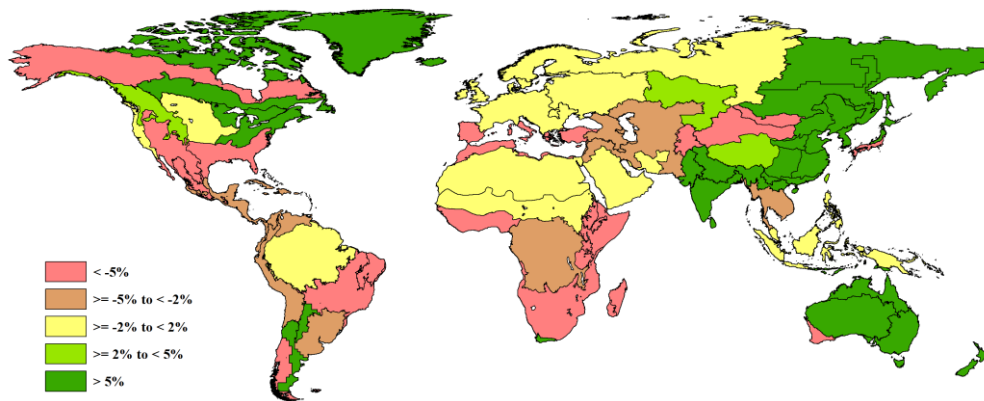 < -5%
>= -5% to < -2%
>= -2% to < 2%
>= 2% to < 5%
> 5%